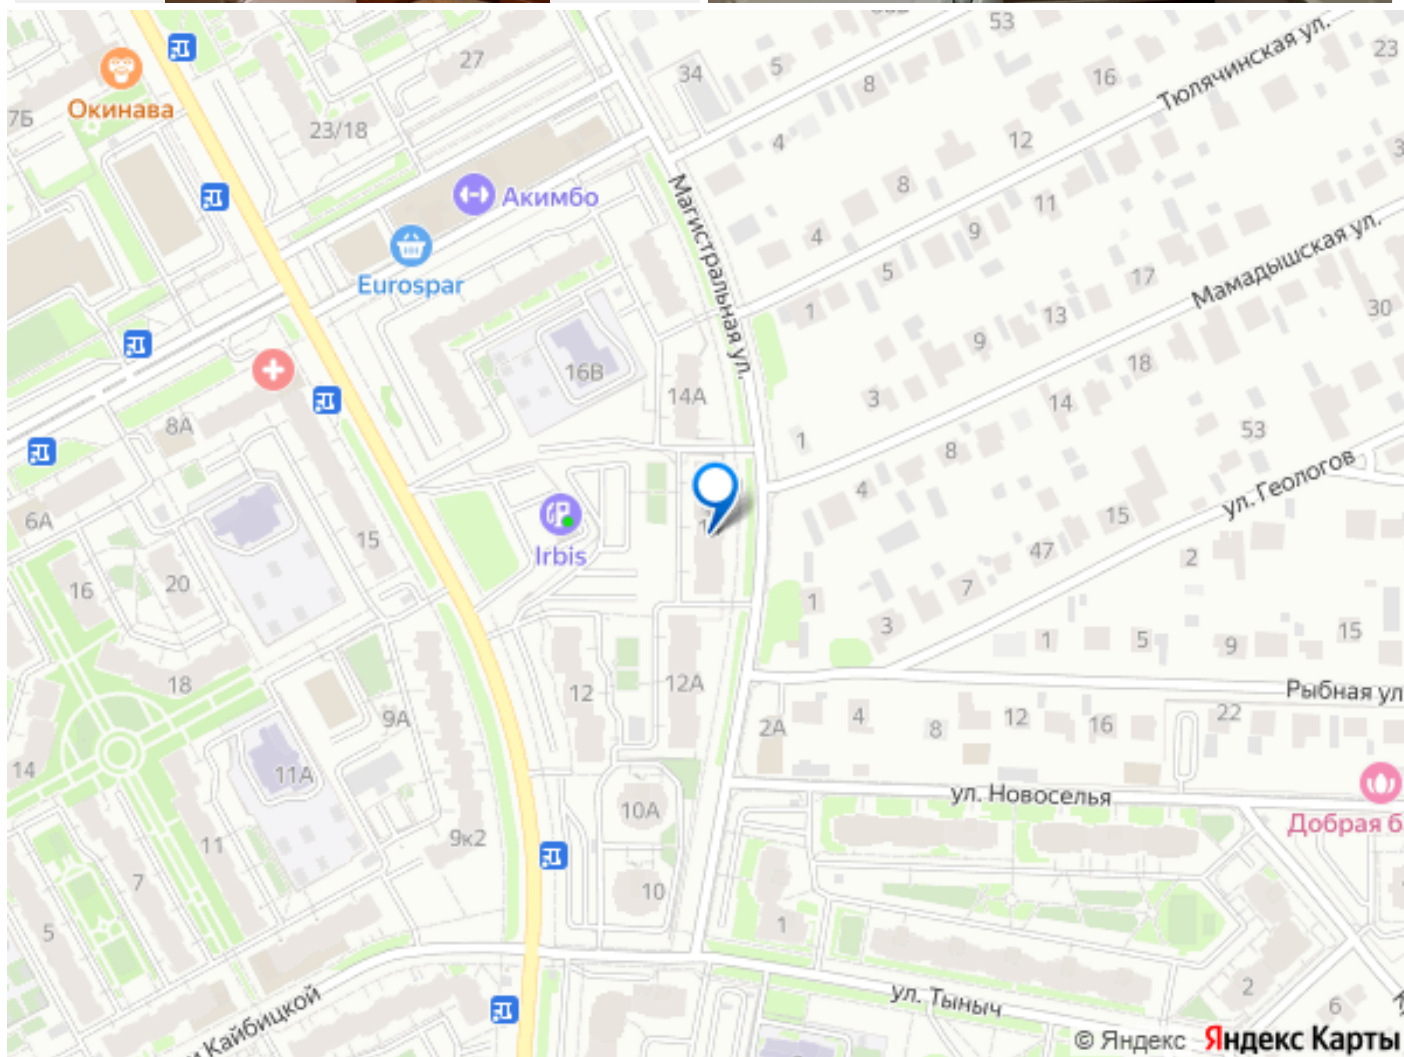 53
Тюлячинская ул.
23
27
34
5
8
16
Окинава
7Б
23/18
4
12
Акимбо
Магистральная ул.
8
11
4
9
Мамадышская ул.
Eurospar
5
17
1
13
30
9
16В
18
14А
3
14
8А
1
8
53
ул. Геологов
4
6А
15
15
Irbis
47
2
16
20
7
1
3
1
5
9
15
18
12
12А
Рыбная ул
9А
2А
4
8
12
16
22
14
11А
ул. Новоселья
10А
Добрая б
11
9к2
7
10
5
1
2
ул. Тыныч
6
и Кайбицкой
© Яндекс Яндекс Карты